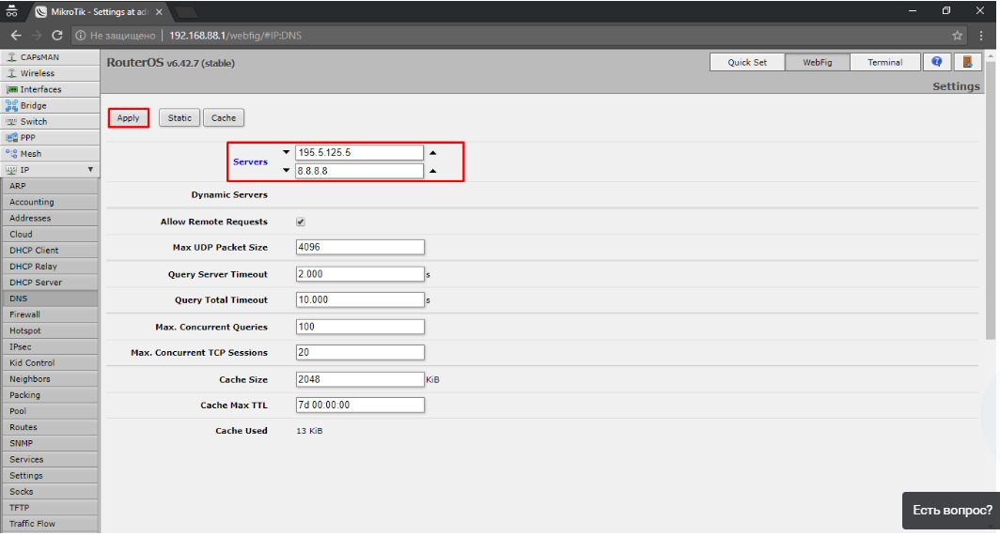 MikroTik - Settings at adm
Не защищено | 192.168.88.1/webfig/#IP:DNS
CAPsMAN
Wireless
Interfaces
Bridge
Switch
PPP
Mesh
IP
ARP
Accounting
Addresses
Cloud
DHCP Client
DHCP Relay
DHCP Server
DNS
Firewall
Hotspot
IPsec
Kid Control
Neighbors
Packing
Pool
Routes
SNMP
Services
Settings
Socks
TFTP
Traffic Flow
RouterOS v6.42.7 (stable)
Quick Set WebFig Terminal
Settings
Apply Static Cache
Servers 195.5.125.5
8.8.8.8
Dynamic Servers
Allow Remote Requests
Max UDP Packet Size 4096
Query Server Timeout 2.000 s
Query Total Timeout 10.000 s
Max. Concurrent Queries 100
Max. Concurrent TCP Sessions 20
Cache Size 2048 KiB
Cache Max TTL 7d 00:00:00
Cache Used 13 KiB
Есть вопрос?